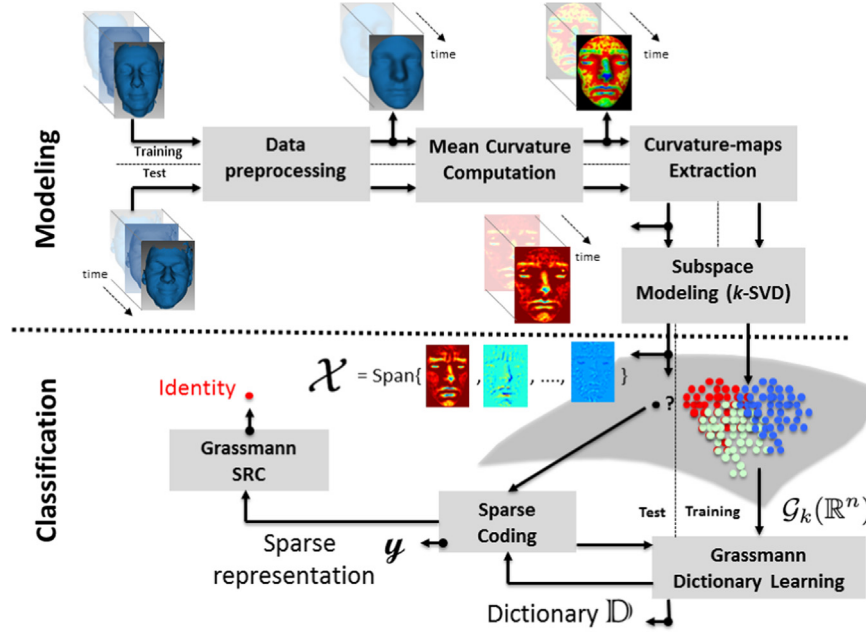 time
time
time
Modeling
Training
Test
Data
preprocessing
Mean Curvature
Computation
Curvature-maps
Extraction
time
time
Subspace
Modeling (k-SVD)
Classification
Identity
𝒳 = Span{ , , ...., }
?
Grassmann
SRC
Sparse
Coding
Test
Training
𝒢ₖ(ℝⁿ)
Sparse
representation
y
Grassmann
Dictionary Learning
Dictionary 𝔻